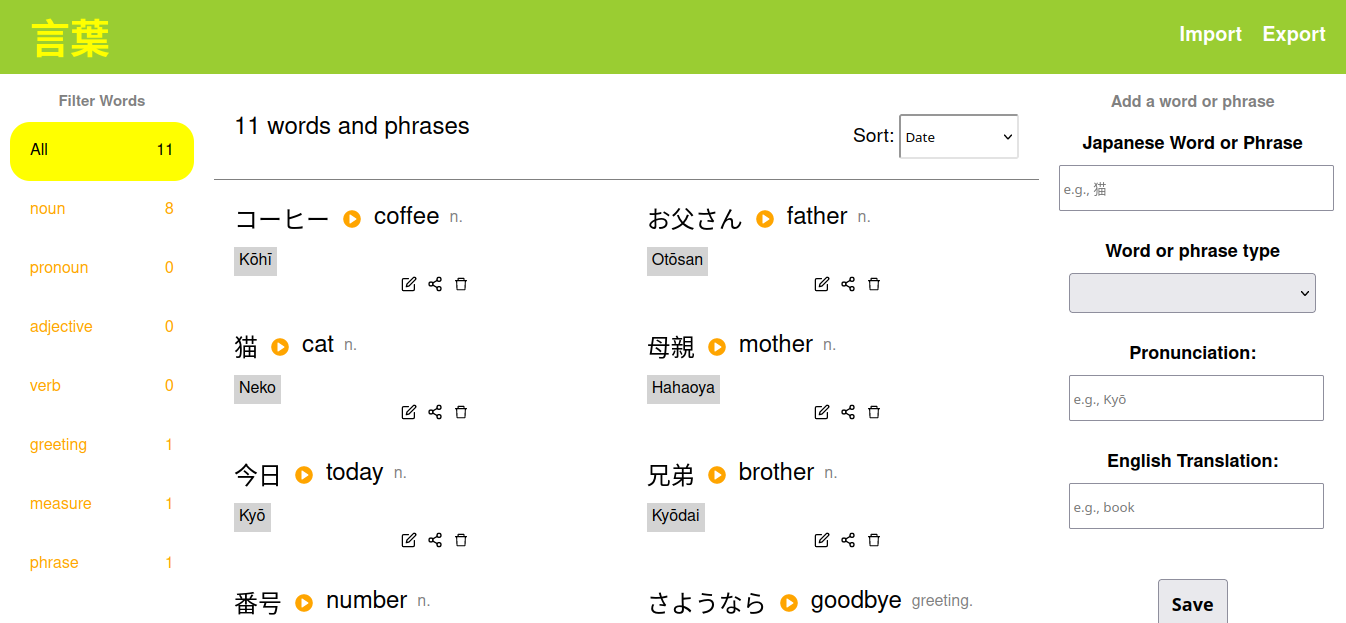 言葉
Import Export
Filter Words
All 11
noun 8
pronoun 0
adjective 0
verb 0
greeting 1
measure 1
phrase 1
11 words and phrases
Sort: Date
コーヒー coffee n.
Kōhī
お父さん father n.
Otōsan
猫 cat n.
Neko
母親 mother n.
Hahaoya
今日 today n.
Kyō
兄弟 brother n.
Kyōdai
番号 number n.
さようなら goodbye greeting.
Add a word or phrase
Japanese Word or Phrase
e.g., 猫
Word or phrase type
Pronunciation:
e.g., Kyō
English Translation:
e.g., book
Save